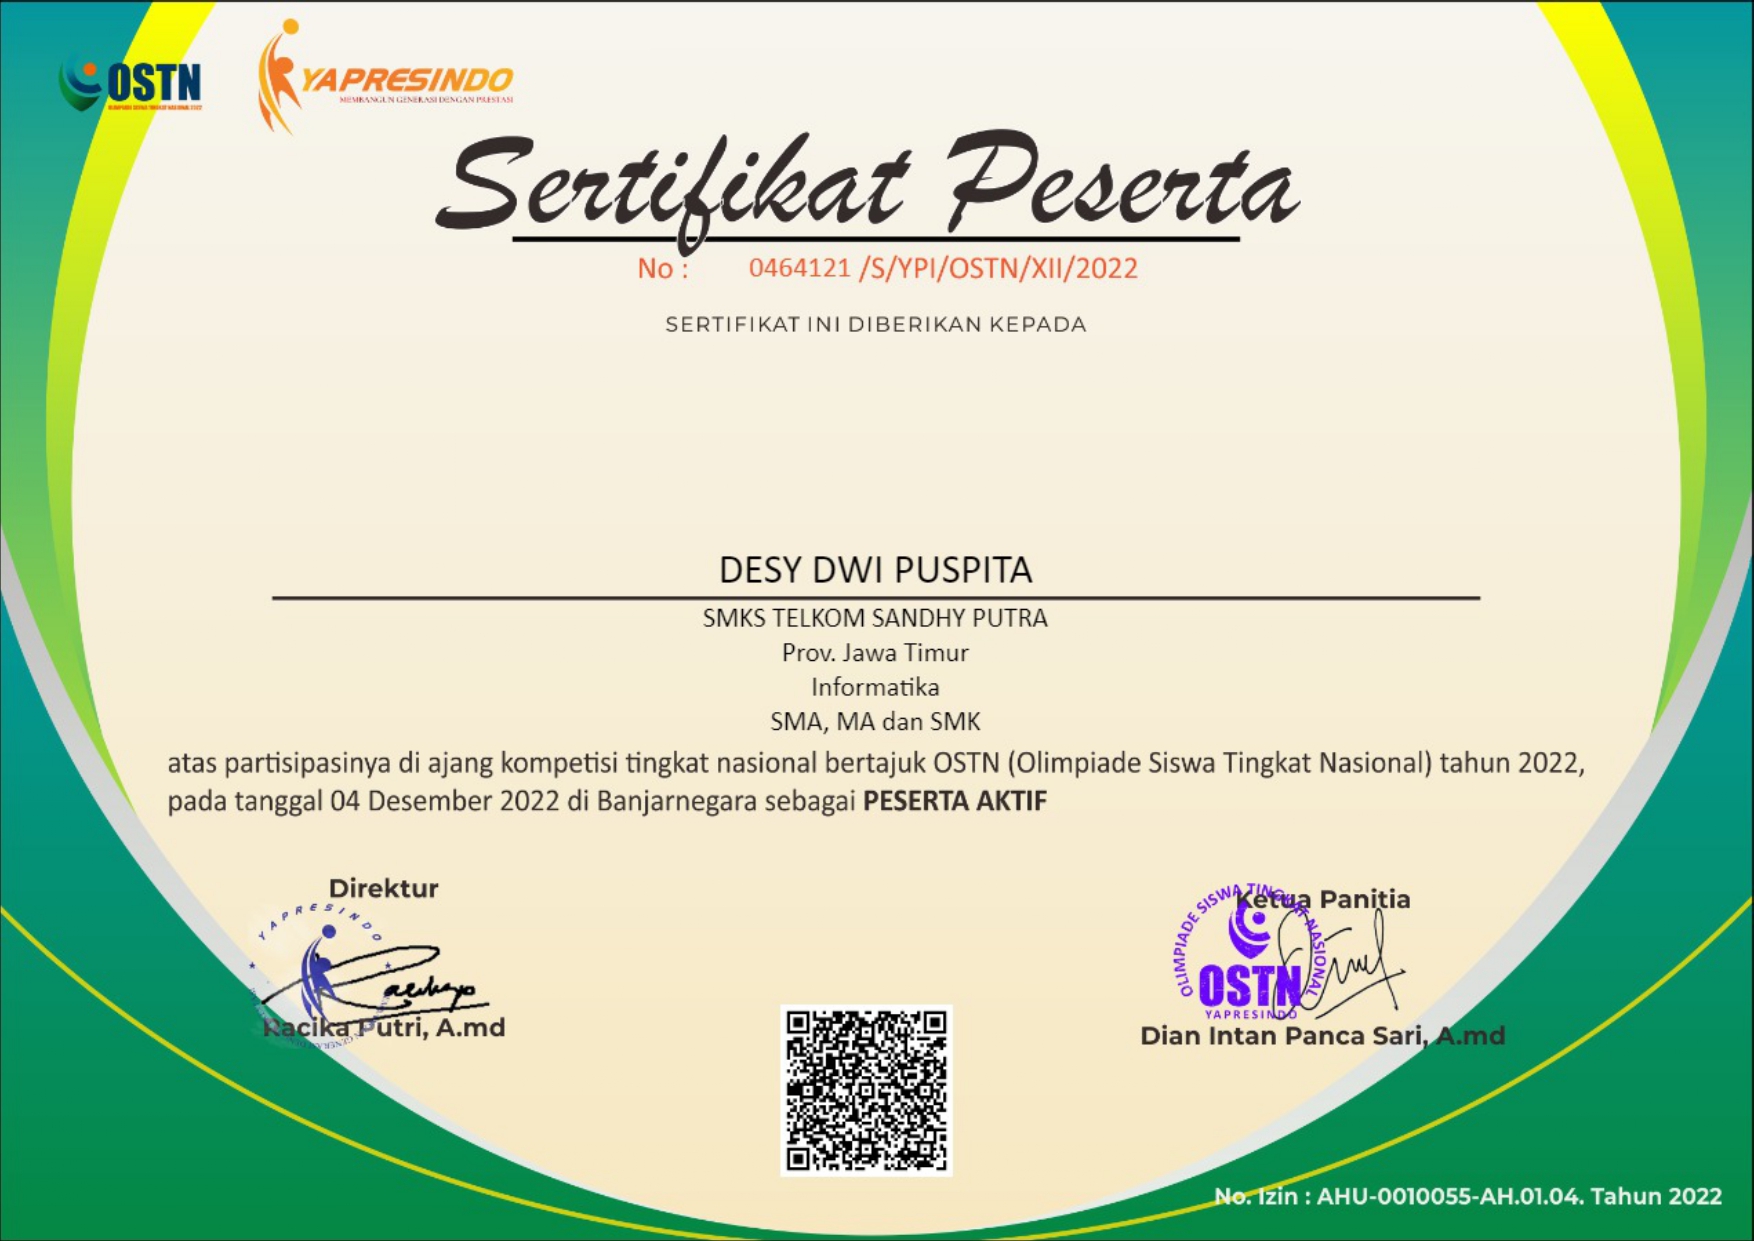 OSTN
YAPRESINDO
MEMBANGUN GENERASI DENGAN PRESTASI
Sertifikat Peserta
No : 0464121 /S/YPI/OSTN/XII/2022
SERTIFIKAT INI DIBERIKAN KEPADA
DESY DWI PUSPITA
SMKS TELKOM SANDHY PUTRA
Prov. Jawa Timur
Informatika
SMA, MA dan SMK
atas partisipasinya di ajang kompetisi tingkat nasional bertajuk OSTN (Olimpiade Siswa Tingkat Nasional) tahun 2022,
pada tanggal 04 Desember 2022 di Banjarnegara sebagai PESERTA AKTIF
Direktur
YAPRESINDO
Racika Putri, A.md
Ketua Panitia
OLIMPIADE SISWA TINGKAT NASIONAL
OSTN
YAPRESINDO
Dian Intan Panca Sari, A.md
No. Izin : AHU-0010055-AH.01.04. Tahun 2022